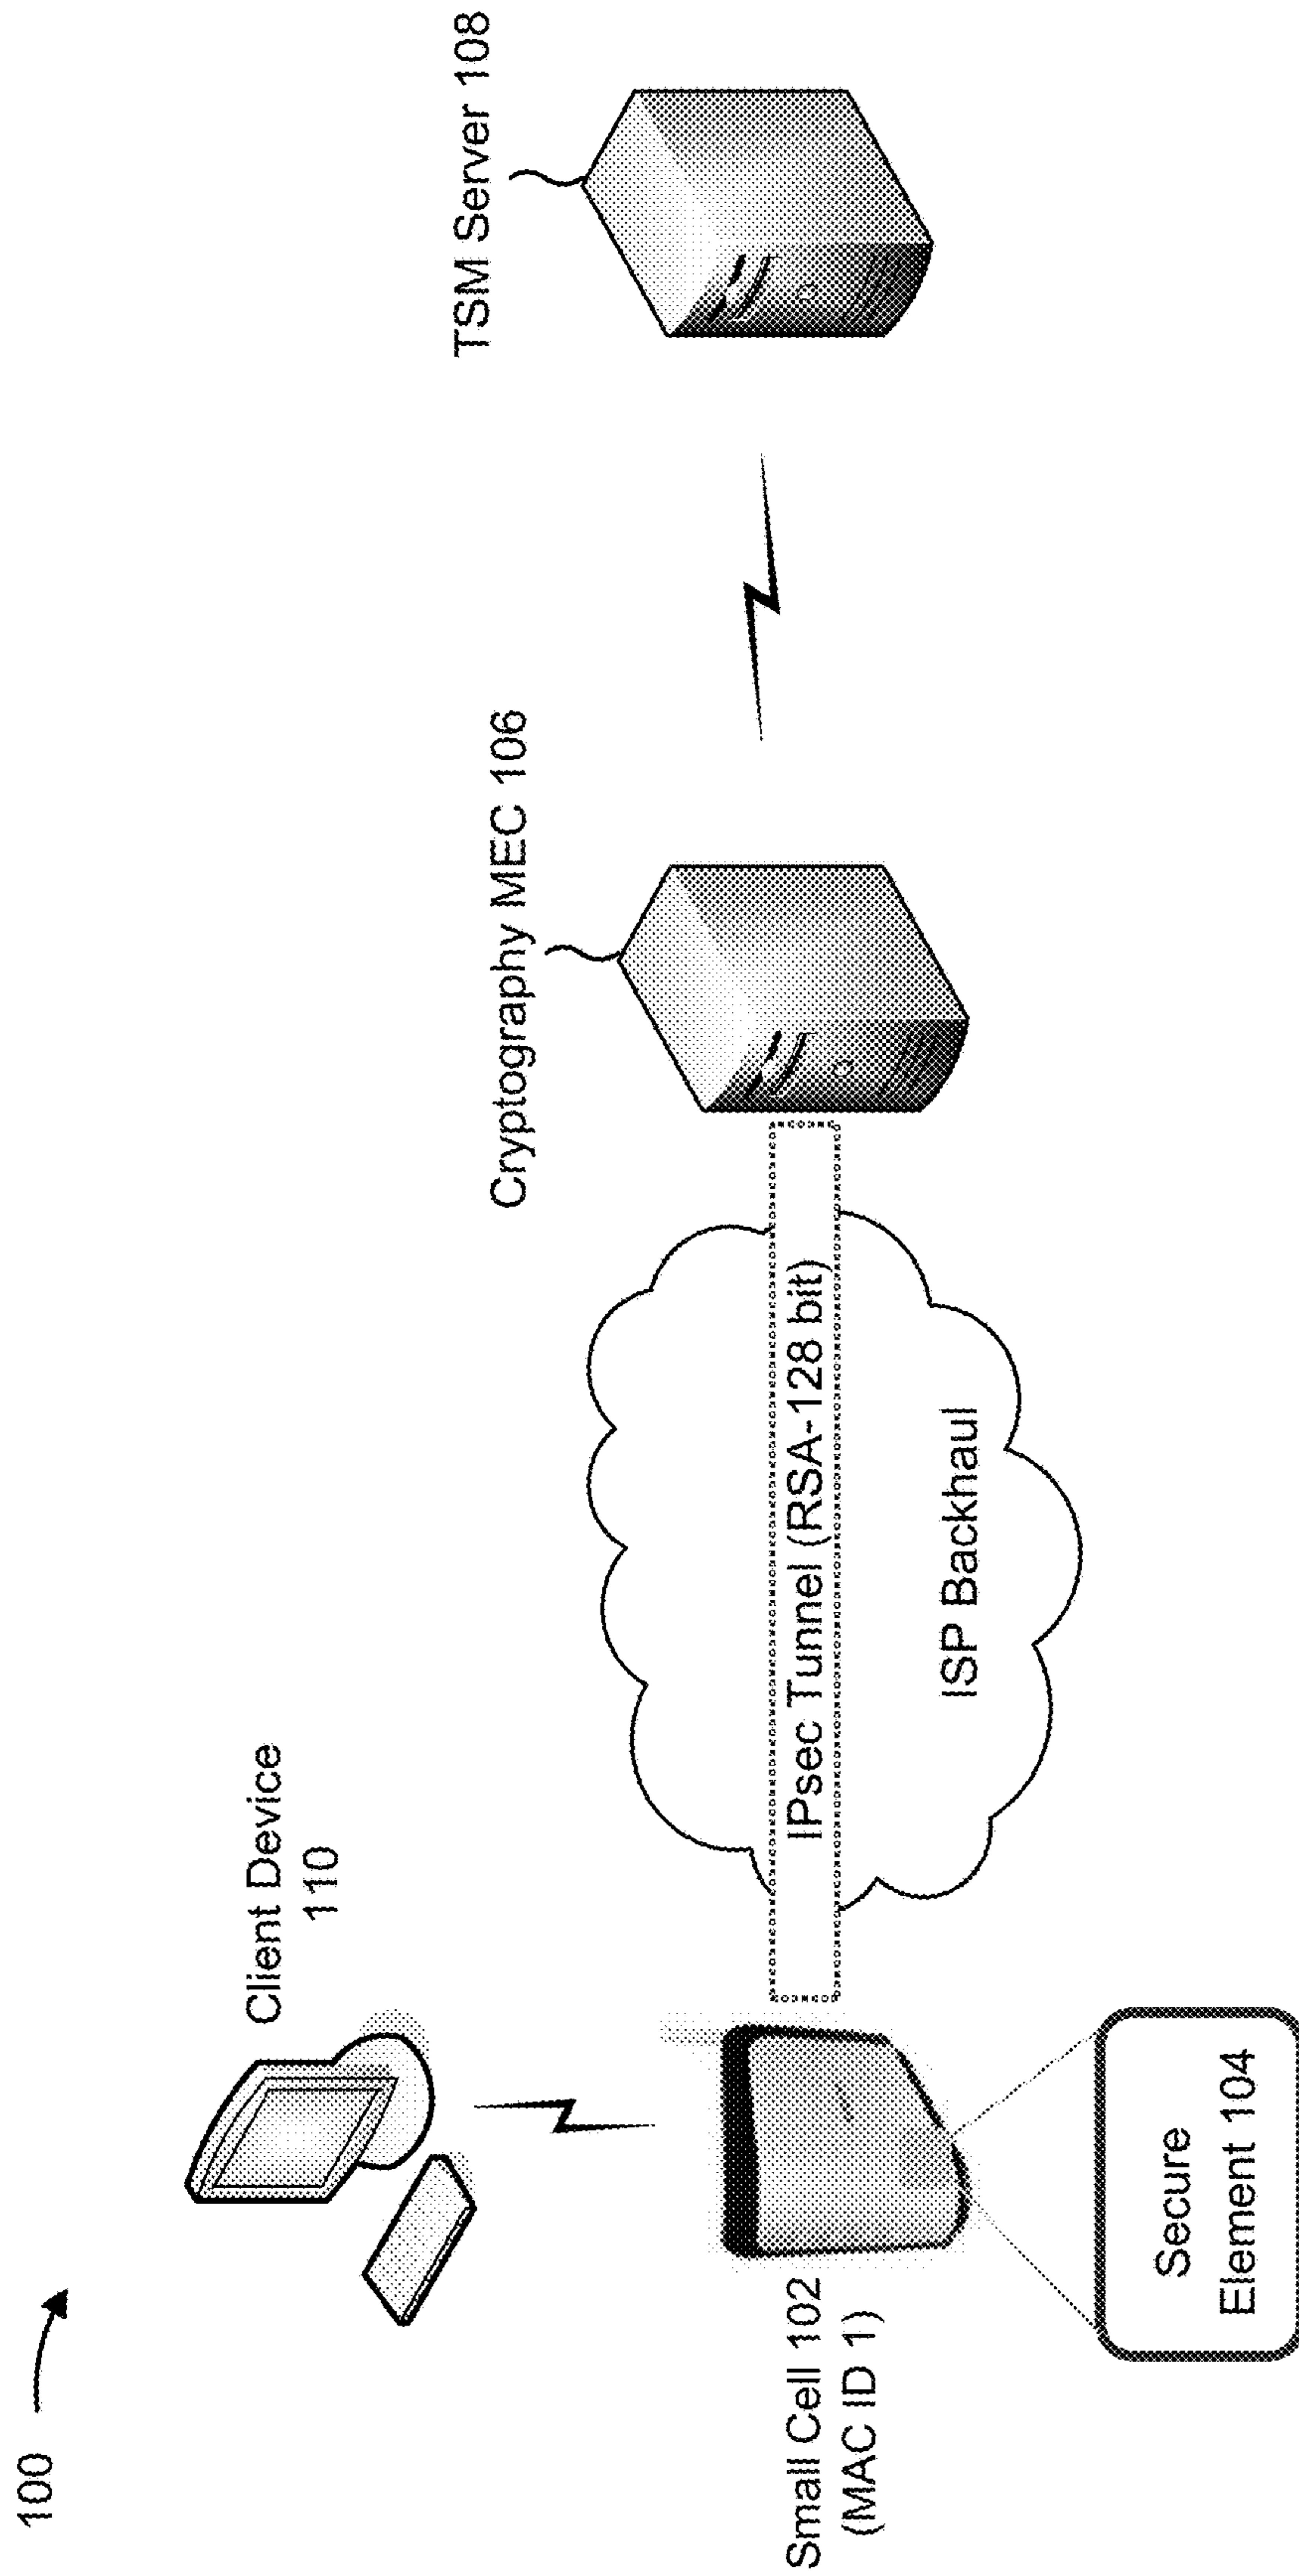 100
Client Device
110
TSM Server 108
Cryptography MEC 106
Small Cell 102
(MAC ID 1)
IPsec Tunnel (RSA-128 bit)
ISP Backhaul
Secure
Element 104